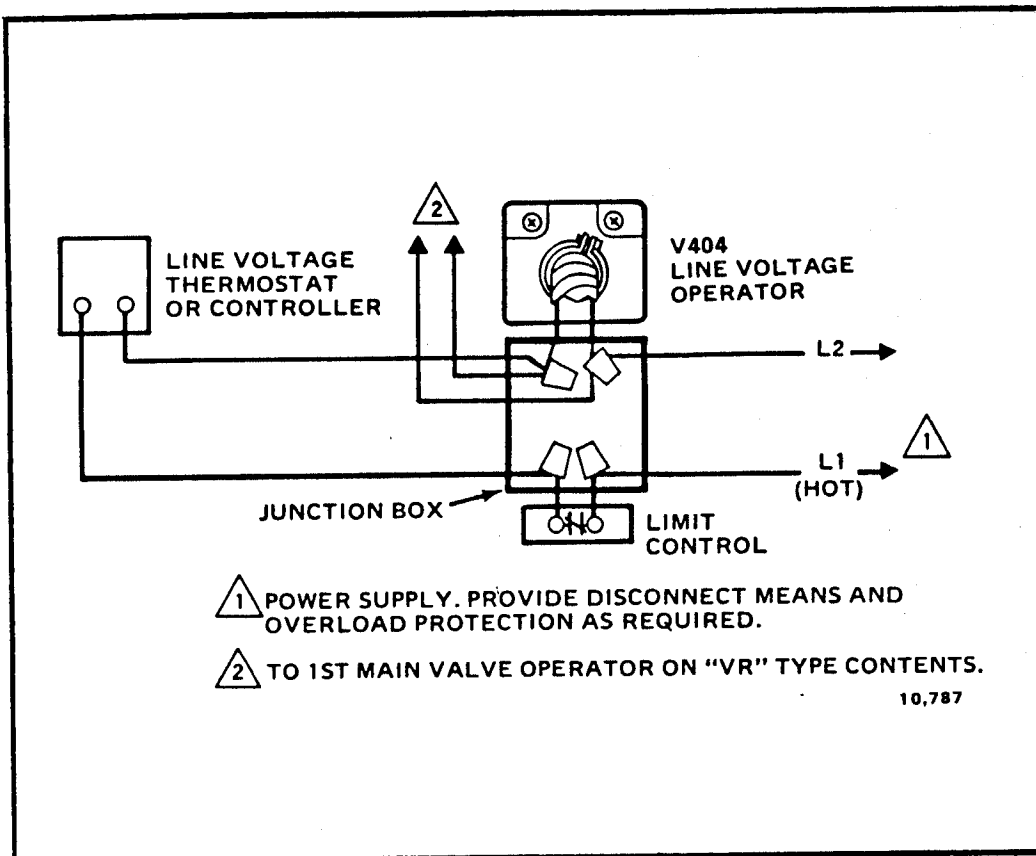 2
LINE VOLTAGE
THERMOSTAT
OR CONTROLLER
V404
LINE VOLTAGE
OPERATOR
L2
1
L1
(HOT)
JUNCTION BOX
LIMIT
CONTROL
1 POWER SUPPLY. PROVIDE DISCONNECT MEANS AND
OVERLOAD PROTECTION AS REQUIRED.
2 TO 1ST MAIN VALVE OPERATOR ON "VR" TYPE CONTENTS.
10,787